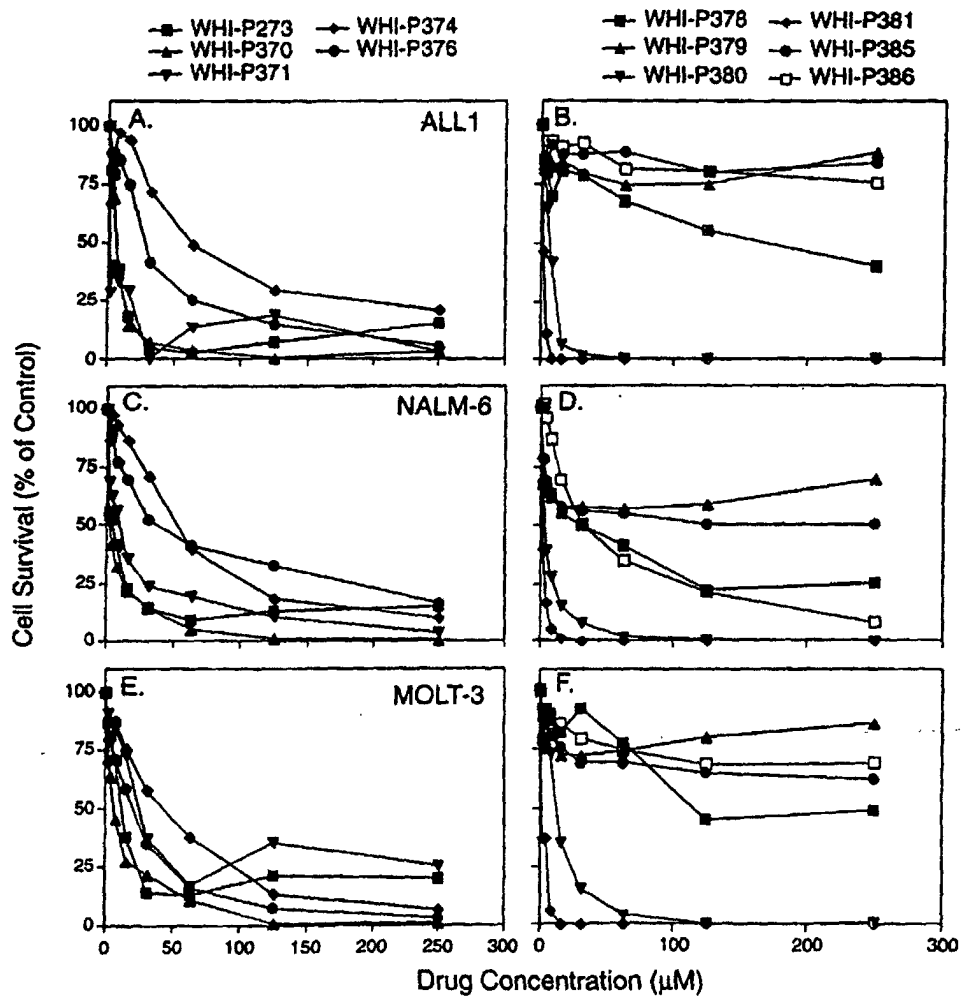 WHI-P273 WHI-P374
WHI-P370 WHI-P376
WHI-P371
WHI-P378 WHI-P381
WHI-P379 WHI-P385
WHI-P380 WHI-P386
Cell Survival (% of Control)
100
75
50
25
0
A.
ALL1
B.
100
75
50
25
0
C.
NALM-6
D.
100
75
50
25
0
E.
MOLT-3
F.
0 50 100 150 200 250 300
0 100 200 300
Drug Concentration (μM)